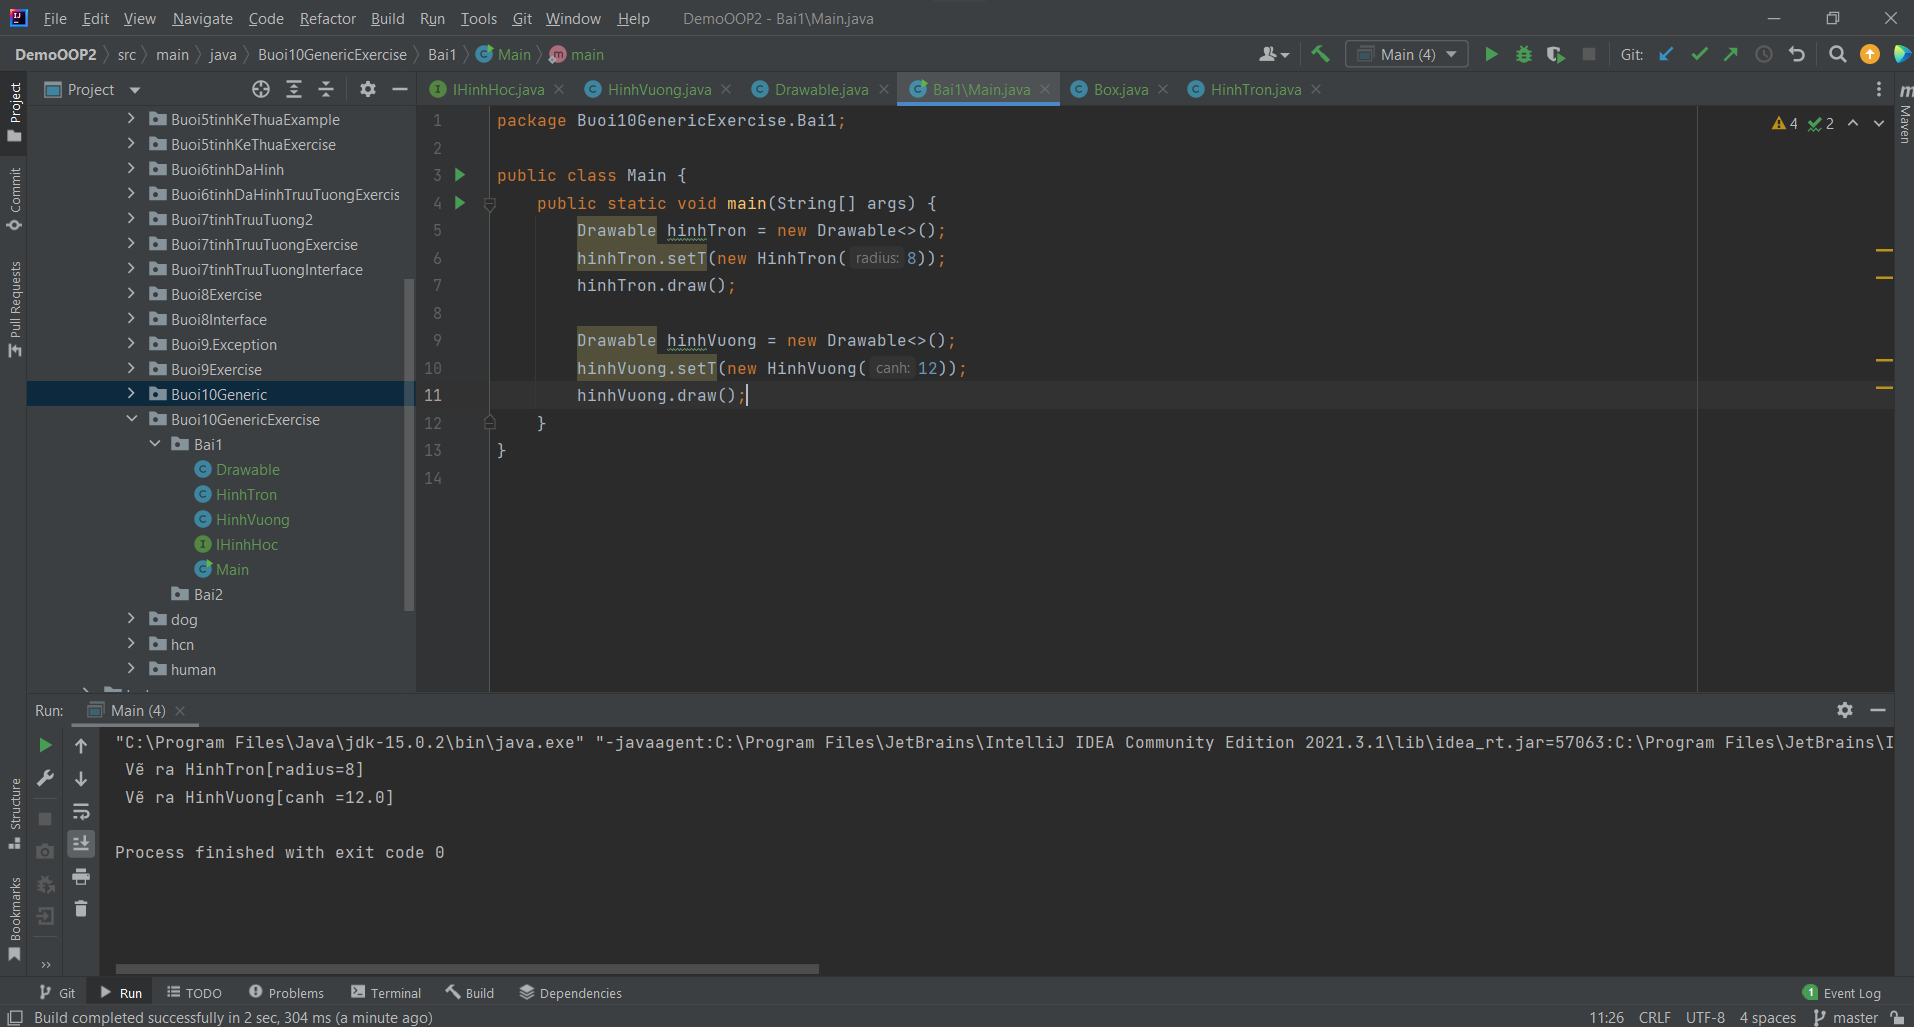 File Edit View Navigate Code Refactor Build Run Tools Git Window Help DemoOOP2 - Bai1\Main.java
DemoOOP2 src main java Buoi10GenericExercise Bai1 Main main Main (4) Git:
Project
IHinhHoc.java HinhVuong.java Drawable.java Bai1\Main.java Box.java HinhTron.java
Project
Commit
Pull Requests
Structure
Bookmarks
Maven
Buoi5tinhKeThuaExample
Buoi5tinhKeThuaExercise
Buoi6tinhDaHinh
Buoi6tinhDaHinhTruuTuongExercis
Buoi7tinhTruuTuong2
Buoi7tinhTruuTuongExercise
Buoi7tinhTruuTuongInterface
Buoi8Exercise
Buoi8Interface
Buoi9.Exception
Buoi9Exercise
Buoi10Generic
Buoi10GenericExercise
Bai1
Drawable
HinhTron
HinhVuong
IHinhHoc
Main
Bai2
dog
hcn
human
4 2
1 package Buoi10GenericExercise.Bai1;
2
3 public class Main {
4 public static void main(String[] args) {
5 Drawable hinhTron = new Drawable<>();
6 hinhTron.setT(new HinhTron( radius: 8));
7 hinhTron.draw();
8
9 Drawable hinhVuong = new Drawable<>();
10 hinhVuong.setT(new HinhVuong( canh: 12));
11 hinhVuong.draw();
12 }
13 }
14
Run: Main (4)
"C:\Program Files\Java\jdk-15.0.2\bin\java.exe" "-javaagent:C:\Program Files\JetBrains\IntelliJ IDEA Community Edition 2021.3.1\lib\idea_rt.jar=57063:C:\Program Files\JetBrains\I
Vẽ ra HinhTron[radius=8]
Vẽ ra HinhVuong[canh =12.0]
Process finished with exit code 0
Git Run TODO Problems Terminal Build Dependencies 1 Event Log
Build completed successfully in 2 sec, 304 ms (a minute ago) 11:26 CRLF UTF-8 4 spaces master